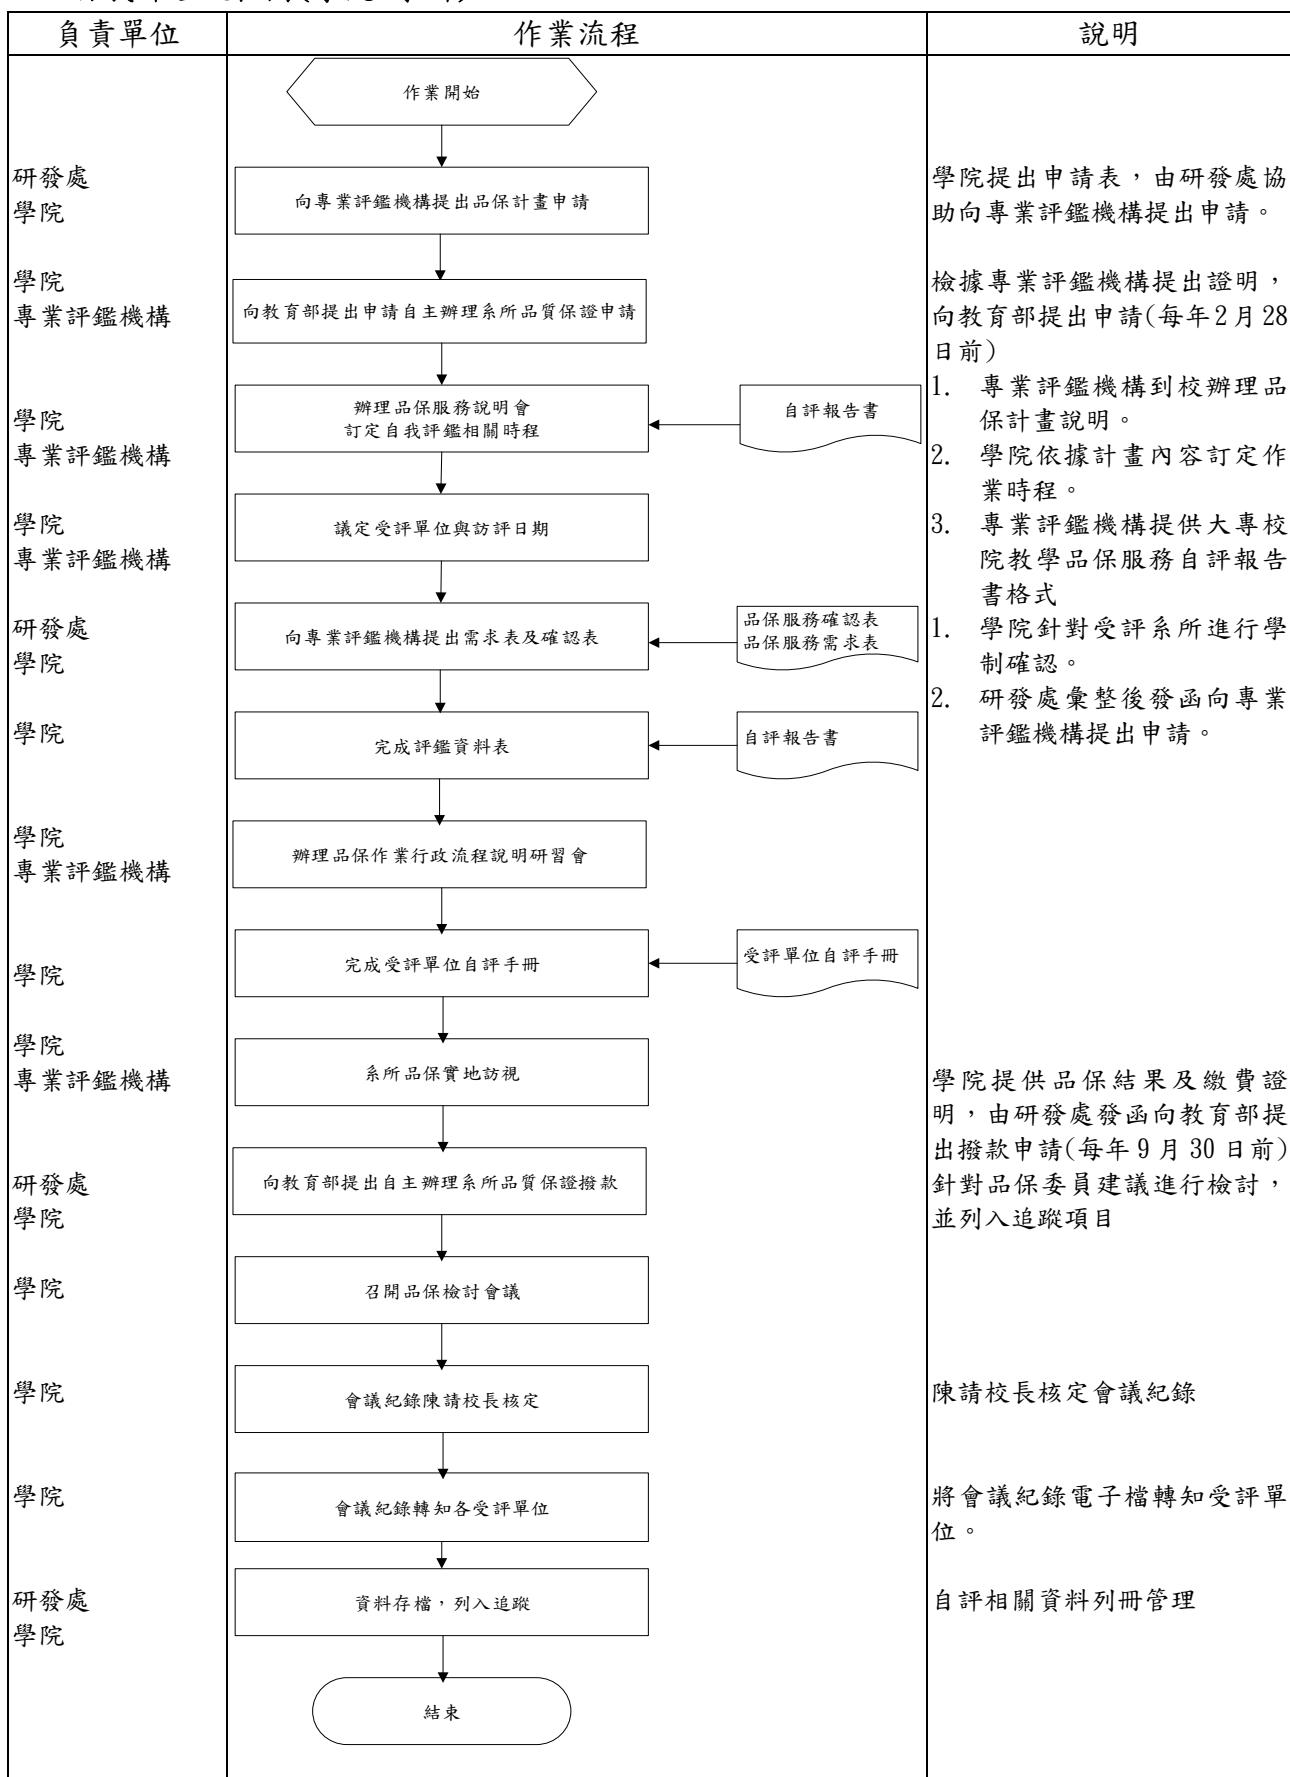 負責單位
作業流程
說明
作業開始
研發處
學院
向專業評鑑機構提出品保計畫申請
學院提出申請表，由研發處協
助向專業評鑑機構提出申請。
學院
專業評鑑機構
向教育部提出申請自主辦理系所品質保證申請
檢據專業評鑑機構提出證明，
向教育部提出申請(每年2月28
日前)
學院
專業評鑑機構
辦理品保服務說明會
訂定自我評鑑相關時程
自評報告書
1. 專業評鑑機構到校辦理品
保計畫說明。
2. 學院依據計畫內容訂定作
業時程。
3. 專業評鑑機構提供大專校
院教學品保服務自評報告
書格式
學院
專業評鑑機構
議定受評單位與訪評日期
研發處
學院
向專業評鑑機構提出需求表及確認表
品保服務確認表
品保服務需求表
1. 學院針對受評系所進行學
制確認。
2. 研發處彙整後發函向專業
評鑑機構提出申請。
學院
完成評鑑資料表
自評報告書
學院
專業評鑑機構
辦理品保作業行政流程說明研習會
學院
完成受評單位自評手冊
受評單位自評手冊
學院
專業評鑑機構
系所品保實地訪視
學院提供品保結果及繳費證
明，由研發處發函向教育部提
出撥款申請(每年9月30日前)
研發處
學院
向教育部提出自主辦理系所品質保證撥款
針對品保委員建議進行檢討，
並列入追蹤項目
學院
召開品保檢討會議
學院
會議紀錄陳請校長核定
陳請校長核定會議紀錄
學院
會議紀錄轉知各受評單位
將會議紀錄電子檔轉知受評單
位。
研發處
學院
資料存檔，列入追蹤
自評相關資料列冊管理
結束